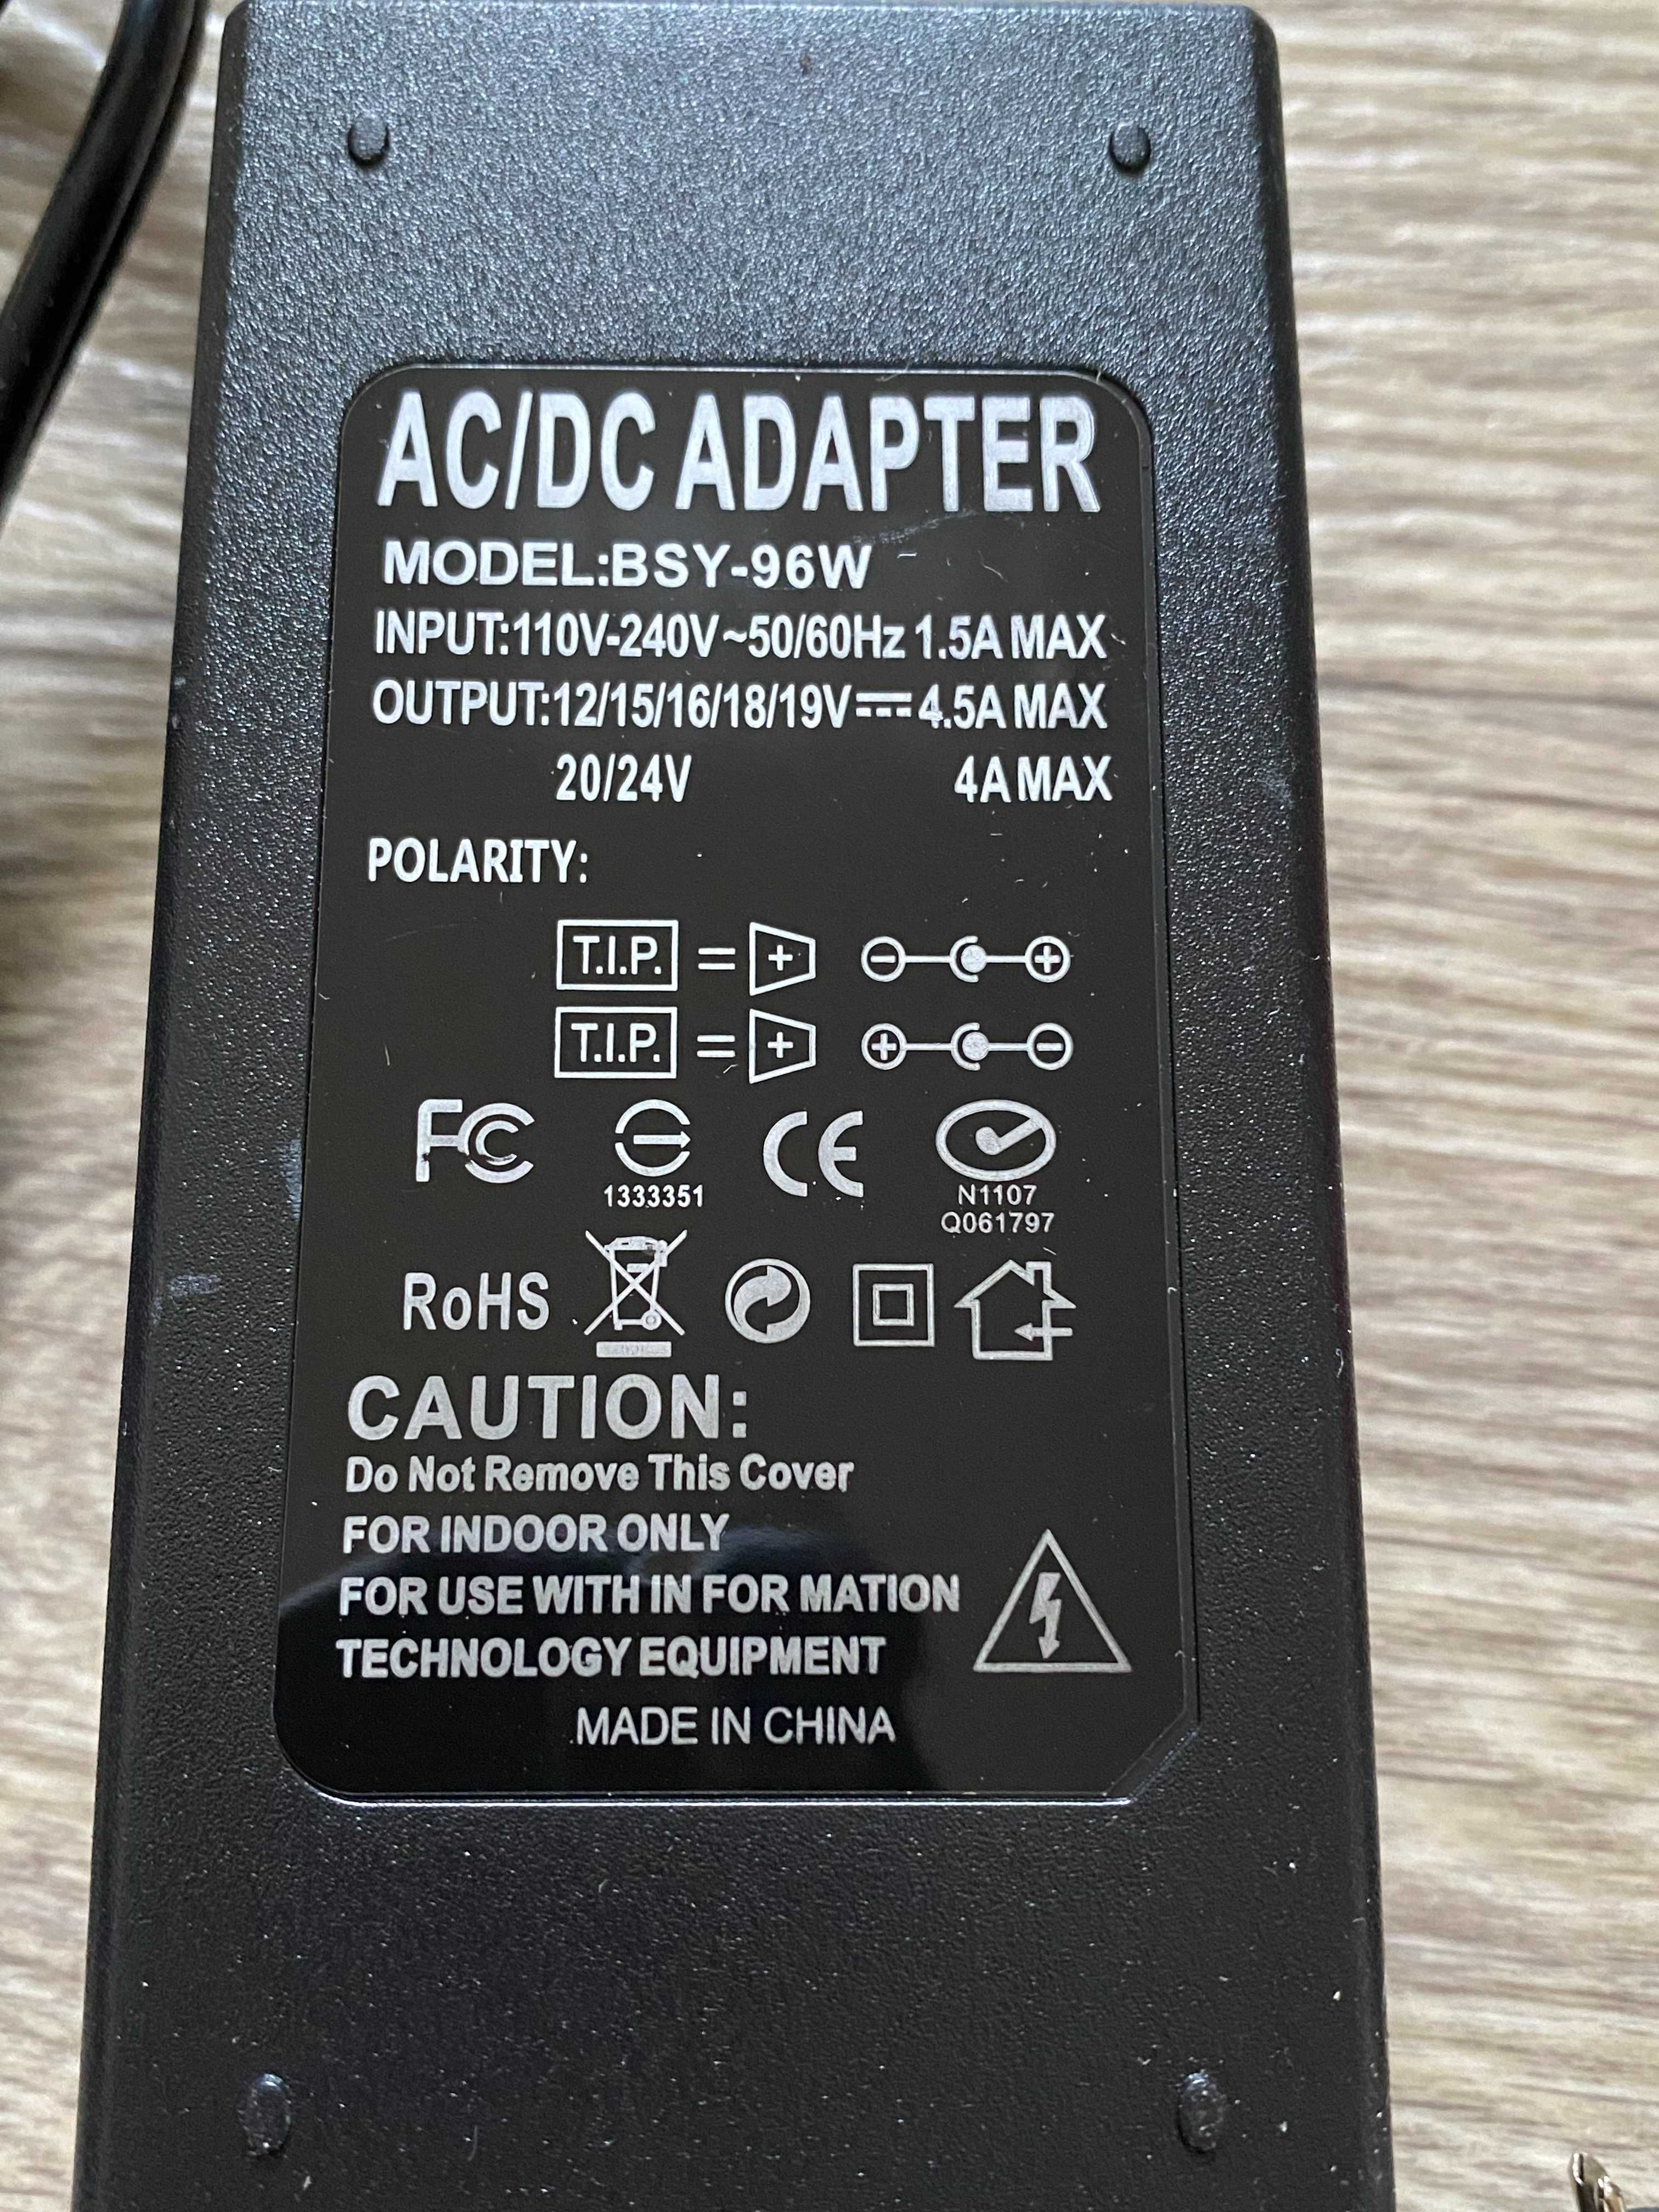 AC/DC ADAPTER
MODEL:BSY-96W
INPUT:110V-240V~50/60Hz 1.5A MAX
OUTPUT:12/15/16/18/19V⎓4.5A MAX
20/24V 4A MAX
POLARITY:
T.I.P. = + - +
T.I.P. = + + -
FC CE
1333351 N1107
Q061797
RoHS
CAUTION:
Do Not Remove This Cover
FOR INDOOR ONLY
FOR USE WITH IN FOR MATION
TECHNOLOGY EQUIPMENT
MADE IN CHINA